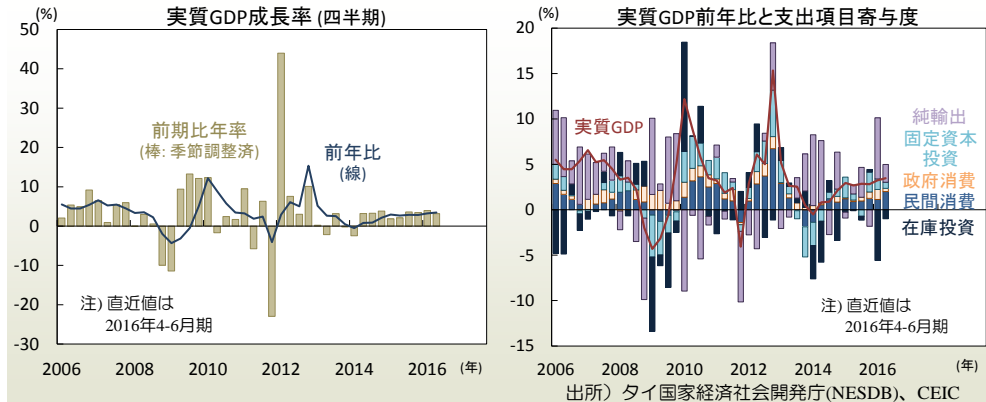 実質GDP成長率 (四半期)
(%)
50
40
30
20
10
0
-10
-20
-30
前期比年率
(棒: 季節調整済)
前年比
(線)
注) 直近値は
2016年4-6月期
2006 2008 2010 2012 2014 2016 (年)
実質GDP前年比と支出項目寄与度
(%)
20
15
10
5
0
-5
-10
-15
実質GDP
純輸出
固定資本
投資
政府消費
民間消費
在庫投資
注) 直近値は
2016年4-6月期
2006 2008 2010 2012 2014 2016 (年)
出所）タイ国家経済社会開発庁(NESDB)、CEIC